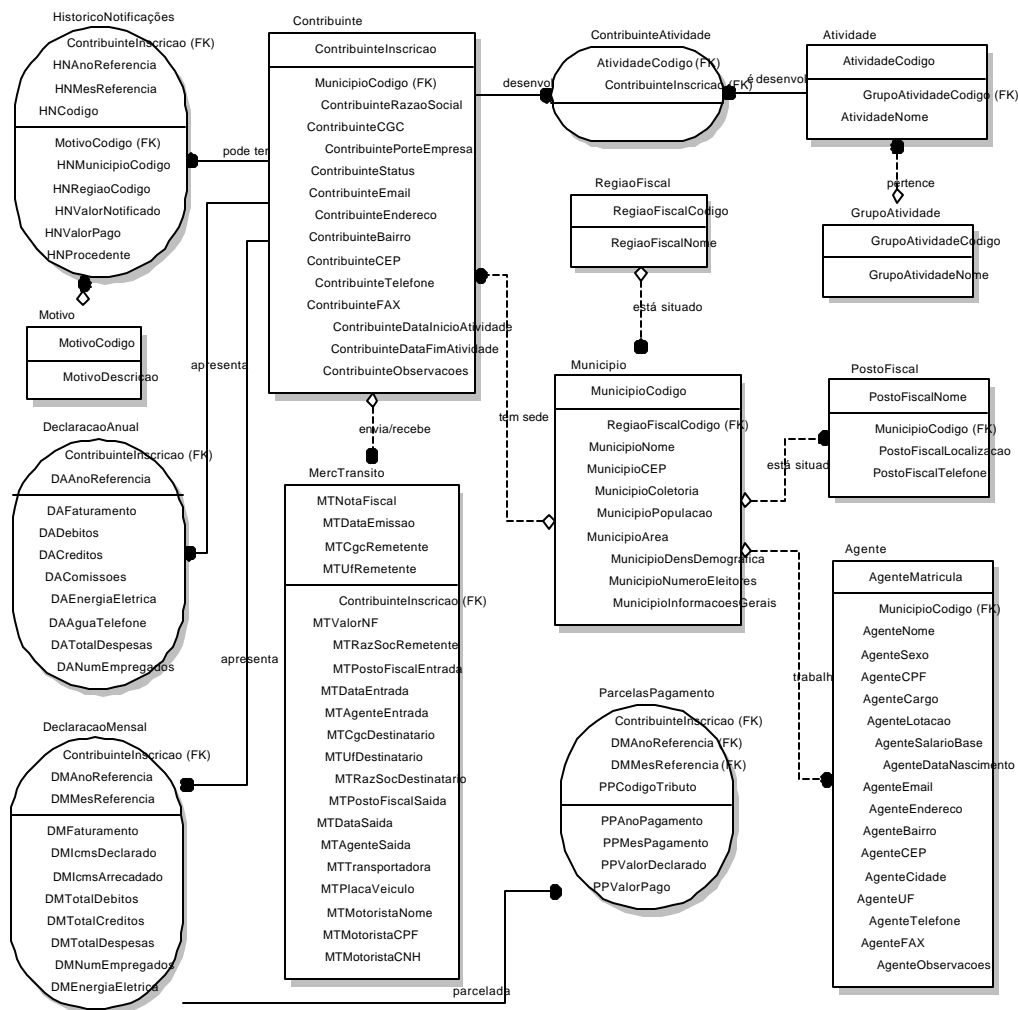 HistoricoNotificações
ContribuinteInscricao (FK)
HNAnoReferencia
HNMesReferencia
HNCodigo
MotivoCodigo (FK)
HNMunicipioCodigo
HNRegiaoCodigo
HNValorNotificado
HNValorPago
HNProcedente
pode ter
Motivo
MotivoCodigo
MotivoDescricao
Contribuinte
ContribuinteInscricao
MunicipioCodigo (FK)
ContribuinteRazaoSocial
ContribuinteCGC
ContribuintePorteEmpresa
ContribuinteStatus
ContribuinteEmail
ContribuinteEndereco
ContribuinteBairro
ContribuinteCEP
ContribuinteTelefone
ContribuinteFAX
ContribuinteDataInicioAtividade
ContribuinteDataFimAtividade
ContribuinteObservacoes
desenvol
ContribuinteAtividade
AtividadeCodigo (FK)
ContribuinteInscricao (FK)
é desenvol
Atividade
AtividadeCodigo
GrupoAtividadeCodigo (FK)
AtividadeNome
pertence
GrupoAtividade
GrupoAtividadeCodigo
GrupoAtividadeNome
RegiaoFiscal
RegiaoFiscalCodigo
RegiaoFiscalNome
está situado
Municipio
MunicipioCodigo
RegiaoFiscalCodigo (FK)
MunicipioNome
MunicipioCEP
MunicipioColetoria
MunicipioPopulacao
MunicipioArea
MunicipioDensDemografica
MunicipioNumeroEleitores
MunicipioInformacoesGerais
tem sede
está situad
PostoFiscal
PostoFiscalNome
MunicipioCodigo (FK)
PostoFiscalLocalizacao
PostoFiscalTelefone
apresenta
envia/recebe
DeclaracaoAnual
ContribuinteInscricao (FK)
DAAnoReferencia
DAFaturamento
DADebitos
DACreditos
DAComissoes
DAEnergiaEletrica
DAAguaTelefone
DATotalDespesas
DANumEmpregados
apresenta
MercTransito
MTNotaFiscal
MTDataEmissao
MTCgcRemetente
MTUfRemetente
ContribuinteInscricao (FK)
MTValorNF
MTRazSocRemetente
MTPostoFiscalEntrada
MTDataEntrada
MTAgenteEntrada
MTCgcDestinatario
MTUfDestinatario
MTRazSocDestinatario
MTPostoFiscalSaida
MTDataSaida
MTAgenteSaida
MTTransportadora
MTPlacaVeiculo
MTMotoristaNome
MTMotoristaCPF
MTMotoristaCNH
trabalh
Agente
AgenteMatricula
MunicipioCodigo (FK)
AgenteNome
AgenteSexo
AgenteCPF
AgenteCargo
AgenteLotacao
AgenteSalarioBase
AgenteDataNascimento
AgenteEmail
AgenteEndereco
AgenteBairro
AgenteCEP
AgenteCidade
AgenteUF
AgenteTelefone
AgenteFAX
AgenteObservacoes
DeclaracaoMensal
ContribuinteInscricao (FK)
DMAnoReferencia
DMMesReferencia
DMFaturamento
DMIcmsDeclarado
DMIcmsArrecadado
DMTotalDebitos
DMTotalCreditos
DMTotalDespesas
DMNumEmpregados
DMEnergiaEletrica
parcelada
ParcelasPagamento
ContribuinteInscricao (FK)
DMAnoReferencia (FK)
DMMesReferencia (FK)
PPCodigoTributo
PPAnoPagamento
PPMesPagamento
PPValorDeclarado
PPValorPago